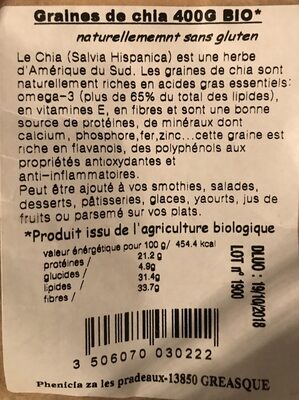 Graines de chia 400G BIO*
naturellememnt sans gluten
Le Chia (Salvia Hispanica) est une herbe
d'Amérique du Sud. Les graines de chia sont
naturellement riches en acides gras essentiels:
omega-3 (plus de 65% du total des lipides),
en vitamines E, en fibres et sont une bonne
source de protéines, de minéraux dont
calcium, phosphore,fer,zinc...cette graine est
riche en flavanois, des polyphénols aux
propriétés antioxydantes et
anti-inflammatoires.
Peut être ajouté à vos smothies, salades,
desserts, pâtisseries, glaces, yaourts, jus de
fruits ou parsemé sur vos plats.
*Produit issu de l'agriculture biologique
valeur énérgétique pour 100 g/ 454.4 kcal
protéines / 21.2 g
glucides / 4.9g
lipides / 31.4g
fibres / 33.7g
DLUO : 19/10/2018
LOT n° 1900
3 506070 030222
Phenicia za les pradeaux-13850 GREASQUE